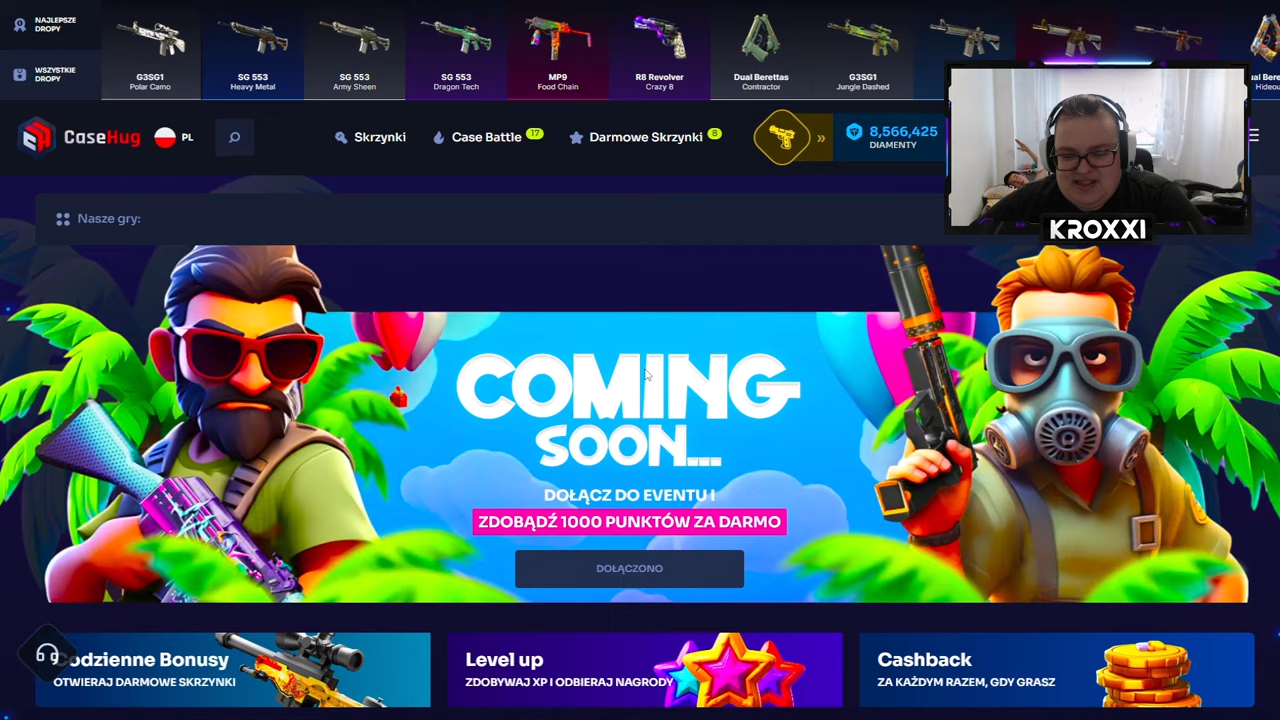 NAJLEPSZE
DROPY
WSZYSTKIE
DROPY
G3SG1
Polar Camo
SG 553
Heavy Metal
SG 553
Army Sheen
SG 553
Dragon Tech
MP9
Food Chain
R8 Revolver
Crazy 8
Dual Berettas
Contractor
G3SG1
Jungle Dashed
CaseHug
PL
Skrzynki
Case Battle 17
Darmowe Skrzynki 8
8,566,425
DIAMENTY
KROXXI
Nasze gry:
COMING
SOON...
DOŁĄCZ DO EVENTU I
ZDOBĄDŹ 1000 PUNKTÓW ZA DARMO
DOŁĄCZONO
Codzienne Bonusy
OTWIERAJ DARMOWE SKRZYNKI
Level up
ZDOBYWAJ XP I ODBIERAJ NAGRODY
Cashback
ZA KAŻDYM RAZEM, GDY GRASZ